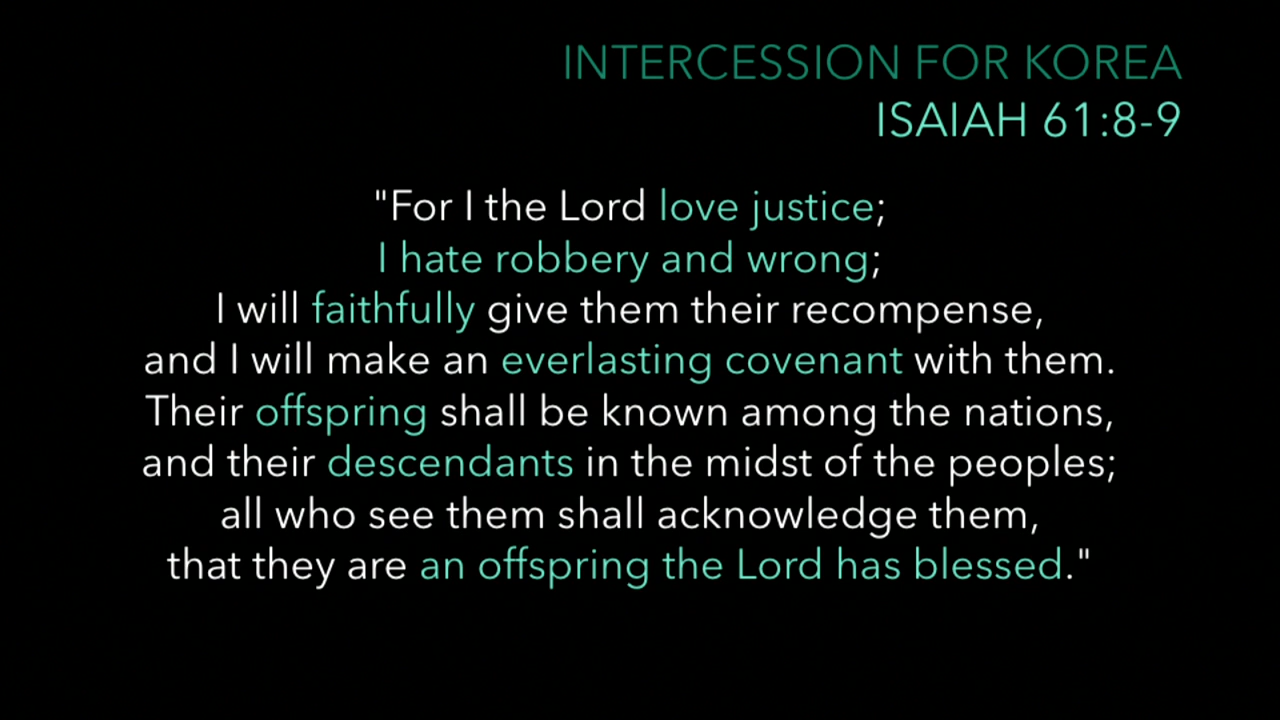 INTERCESSION FOR KOREA
ISAIAH 61:8-9
"For I the Lord love justice;
I hate robbery and wrong;
I will faithfully give them their recompense,
and I will make an everlasting covenant with them.
Their offspring shall be known among the nations,
and their descendants in the midst of the peoples;
all who see them shall acknowledge them,
that they are an offspring the Lord has blessed."